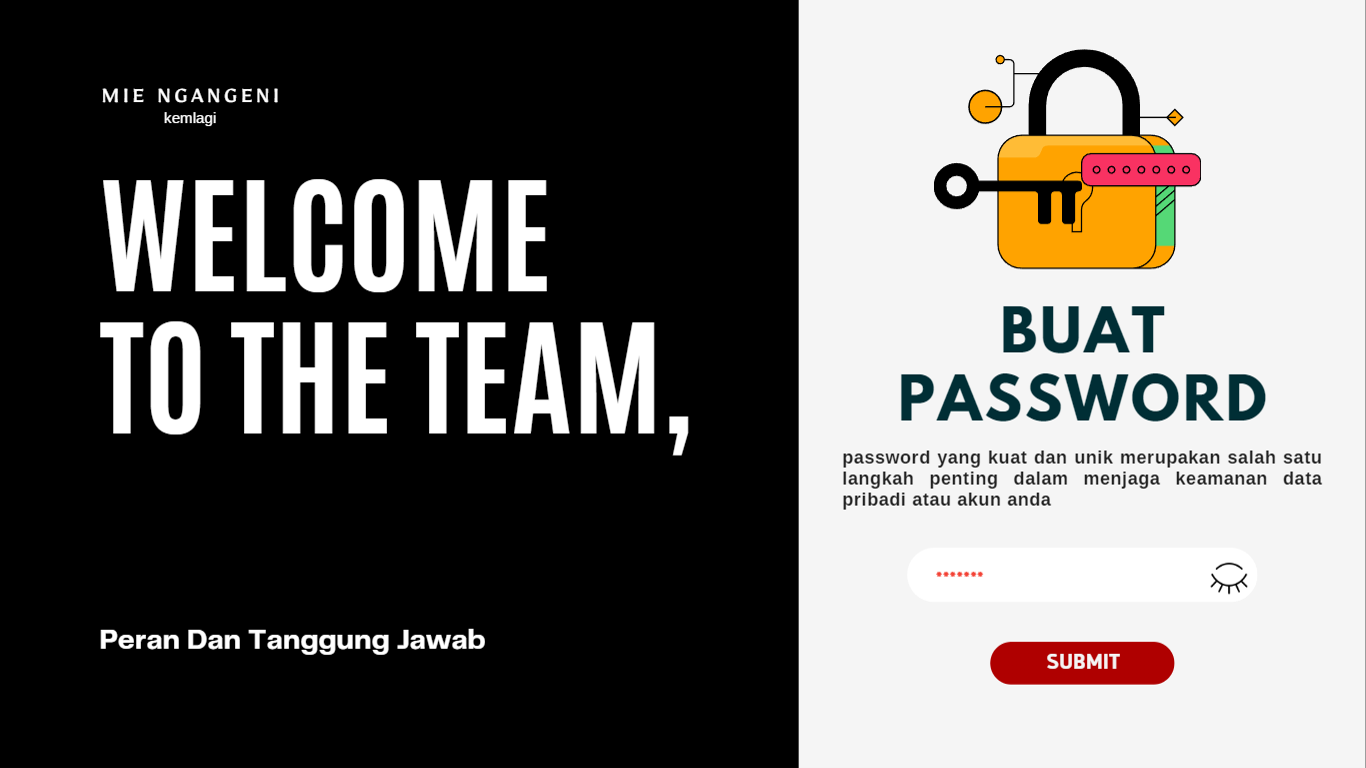 MIE NGANGENI
kemlagi
WELCOME
TO THE TEAM,
Peran Dan Tanggung Jawab
BUAT
PASSWORD
password yang kuat dan unik merupakan salah satu
langkah penting dalam menjaga keamanan data
pribadi atau akun anda
*******
SUBMIT